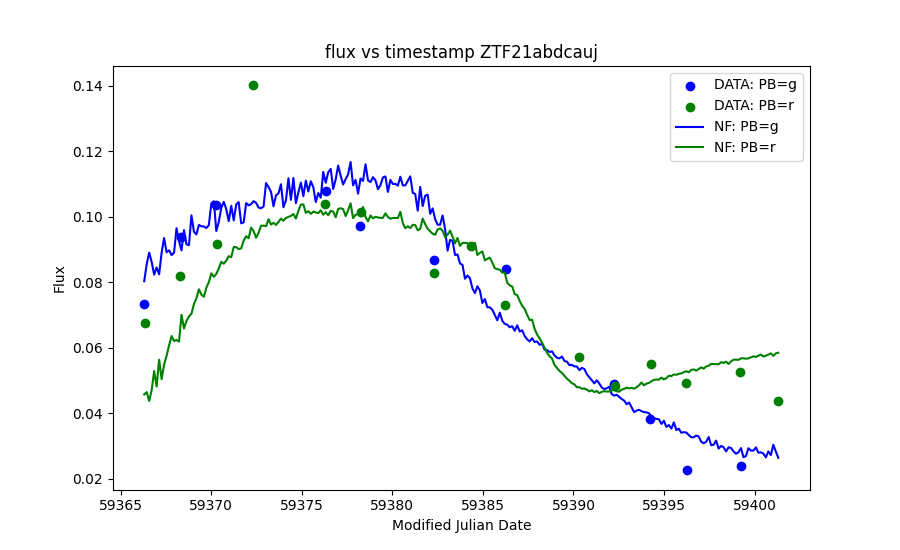 flux vs timestamp ZTF21abdcauj
DATA: PB=g
DATA: PB=r
NF: PB=g
NF: PB=r
0.14
0.12
0.10
0.08
0.06
0.04
0.02
Flux
59365
59370
59375
59380
59385
59390
59395
59400
Modified Julian Date